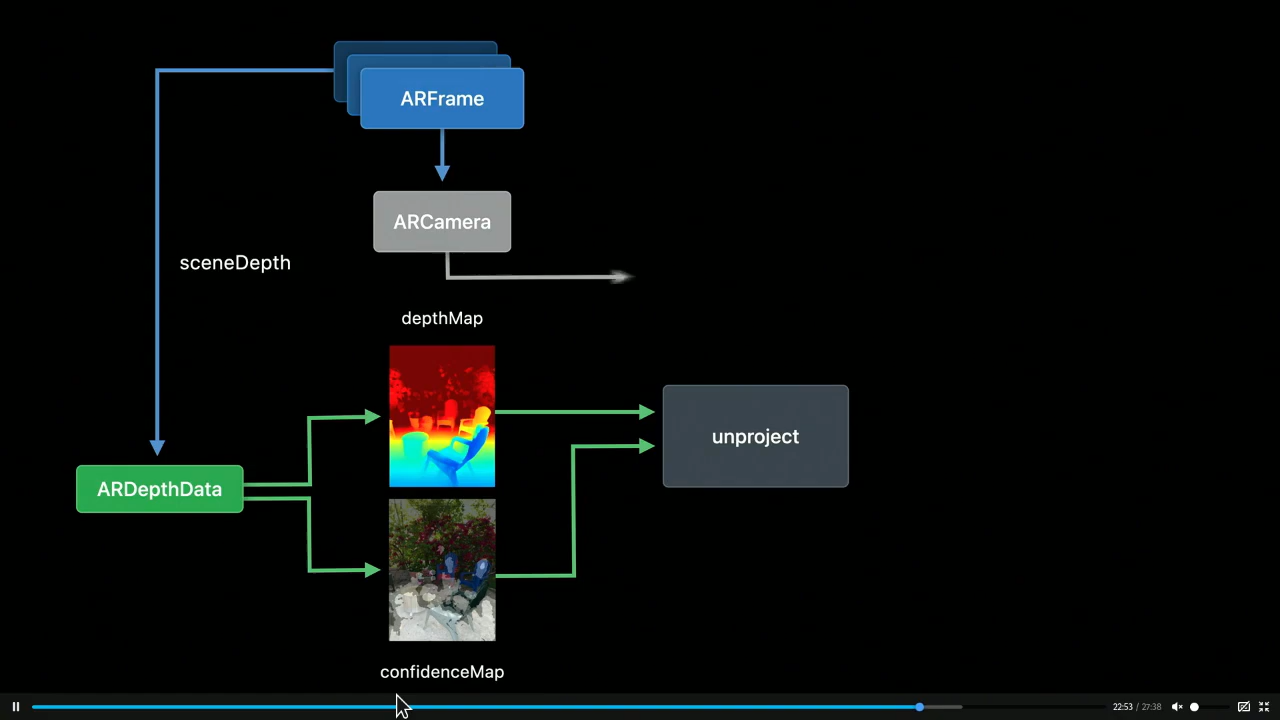 ARFrame
ARCamera
sceneDepth
depthMap
unproject
ARDepthData
confidenceMap
22:53 / 27:38